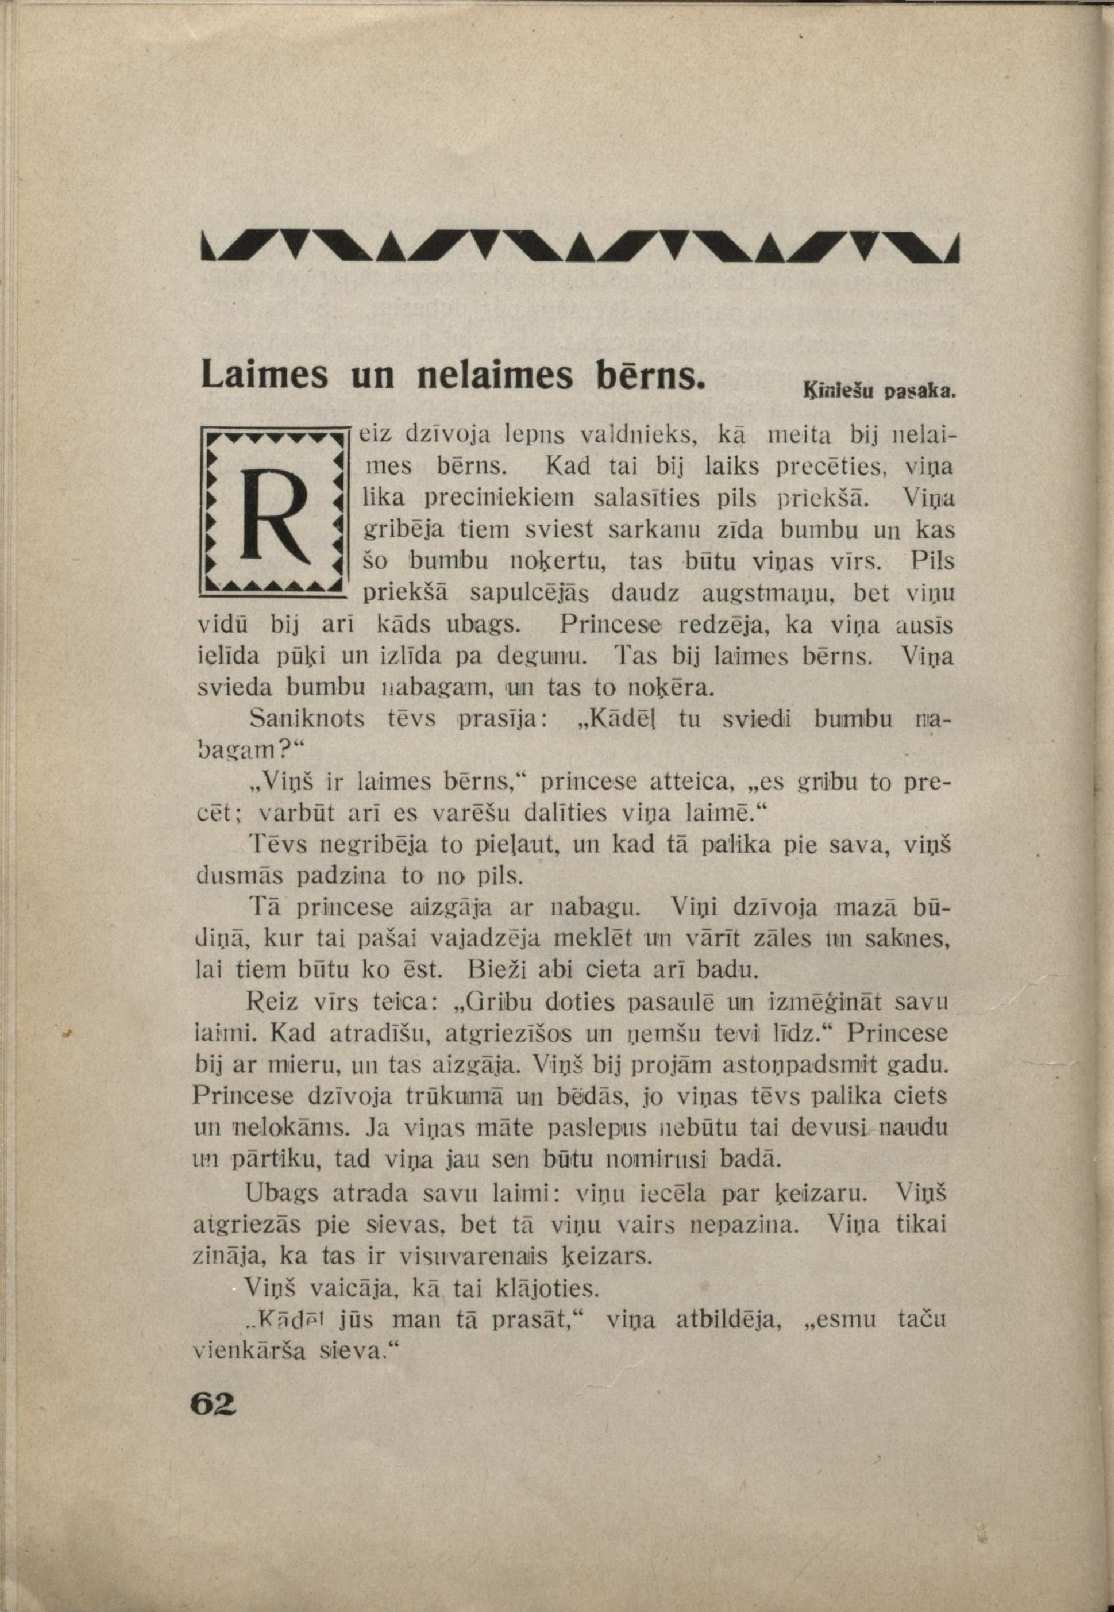 Laimes un nelaimes bērns.
Ķiniešu pasaka.
Reiz dzīvoja lepns valdnieks, kā meita bij nelai-
mes bērns. Kad tai bij laiks precēties, viņa
lika preciniekiem salasīties pils priekšā. Viņa
gribēja tiem sviest sarkanu zīda bumbu un kas
šo bumbu noķertu, tas būtu viņas vīrs. Pils
priekšā sapulcējās daudz augstmaņu, bet viņu
vidū bij arī kāds ubags. Princese redzēja, ka viņa ausīs
ielīda pūķi un izlīda pa degunu. Tas bij laimes bērns. Viņa
svieda bumbu nabagam, un tas to noķēra.
Saniknots tēvs prasīja: „Kādēļ tu sviedi bumbu na-
bagam?“
„Viņš ir laimes bērns,“ princese atteica, „es gribu to pre-
cēt; varbūt arī es varēšu dalīties viņa laimē.“
Tēvs negribēja to pieļaut, un kad tā palika pie sava, viņš
dusmās padzina to no pils.
Tā princese aizgāja ar nabagu. Viņi dzīvoja mazā bū-
diņā, kur tai pašai vajadzēja meklēt un vārīt zāles un saknes,
lai tiem būtu ko ēst. Bieži abi cieta arī badu.
Reiz vīrs teica: „Gribu doties pasaulē un izmēģināt savu
laimi. Kad atradīšu, atgriezīšos un ņemšu tevi līdz.“ Princese
bij ar mieru, un tas aizgāja. Viņš bij projām astoņpadsmit gadu.
Princese dzīvoja trūkumā un bēdās, jo viņas tēvs palika ciets
un nelokāms. Ja viņas māte paslepus nebūtu tai devusi naudu
un pārtiku, tad viņa jau sen būtu nomirusi badā.
Ubags atrada savu laimi: viņu iecēla par ķeizaru. Viņš
atgriezās pie sievas, bet tā viņu vairs nepazina. Viņa tikai
zināja, ka tas ir visuvarenais ķeizars.
Viņš vaicāja, kā tai klājoties.
„Kādēļ jūs man tā prasāt,“ viņa atbildēja, „esmu taču
vienkārša sieva.“
62